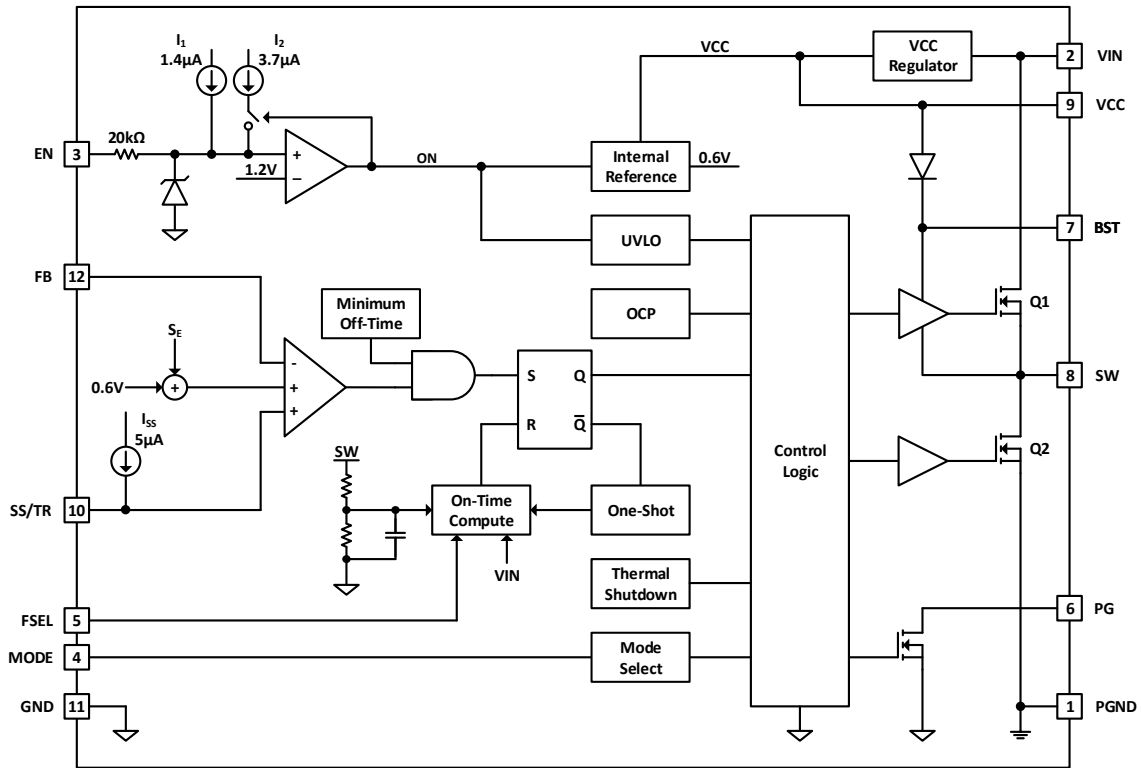 I1
1.4µA
I2
3.7µA
VCC
VCC
Regulator
2
VIN
9
VCC
EN
3
20kΩ
+
1.2V
−
ON
Internal
Reference
0.6V
UVLO
7
BST
FB
12
Minimum
Off-Time
OCP
Q1
SE
0.6V
+
-
+
+
S
Q
R
Q̅
8
SW
ISS
5µA
SW
Control
Logic
Q2
SS/TR
10
On-Time
Compute
One-Shot
VIN
Thermal
Shutdown
FSEL
5
6
PG
MODE
4
Mode
Select
GND
11
1
PGND